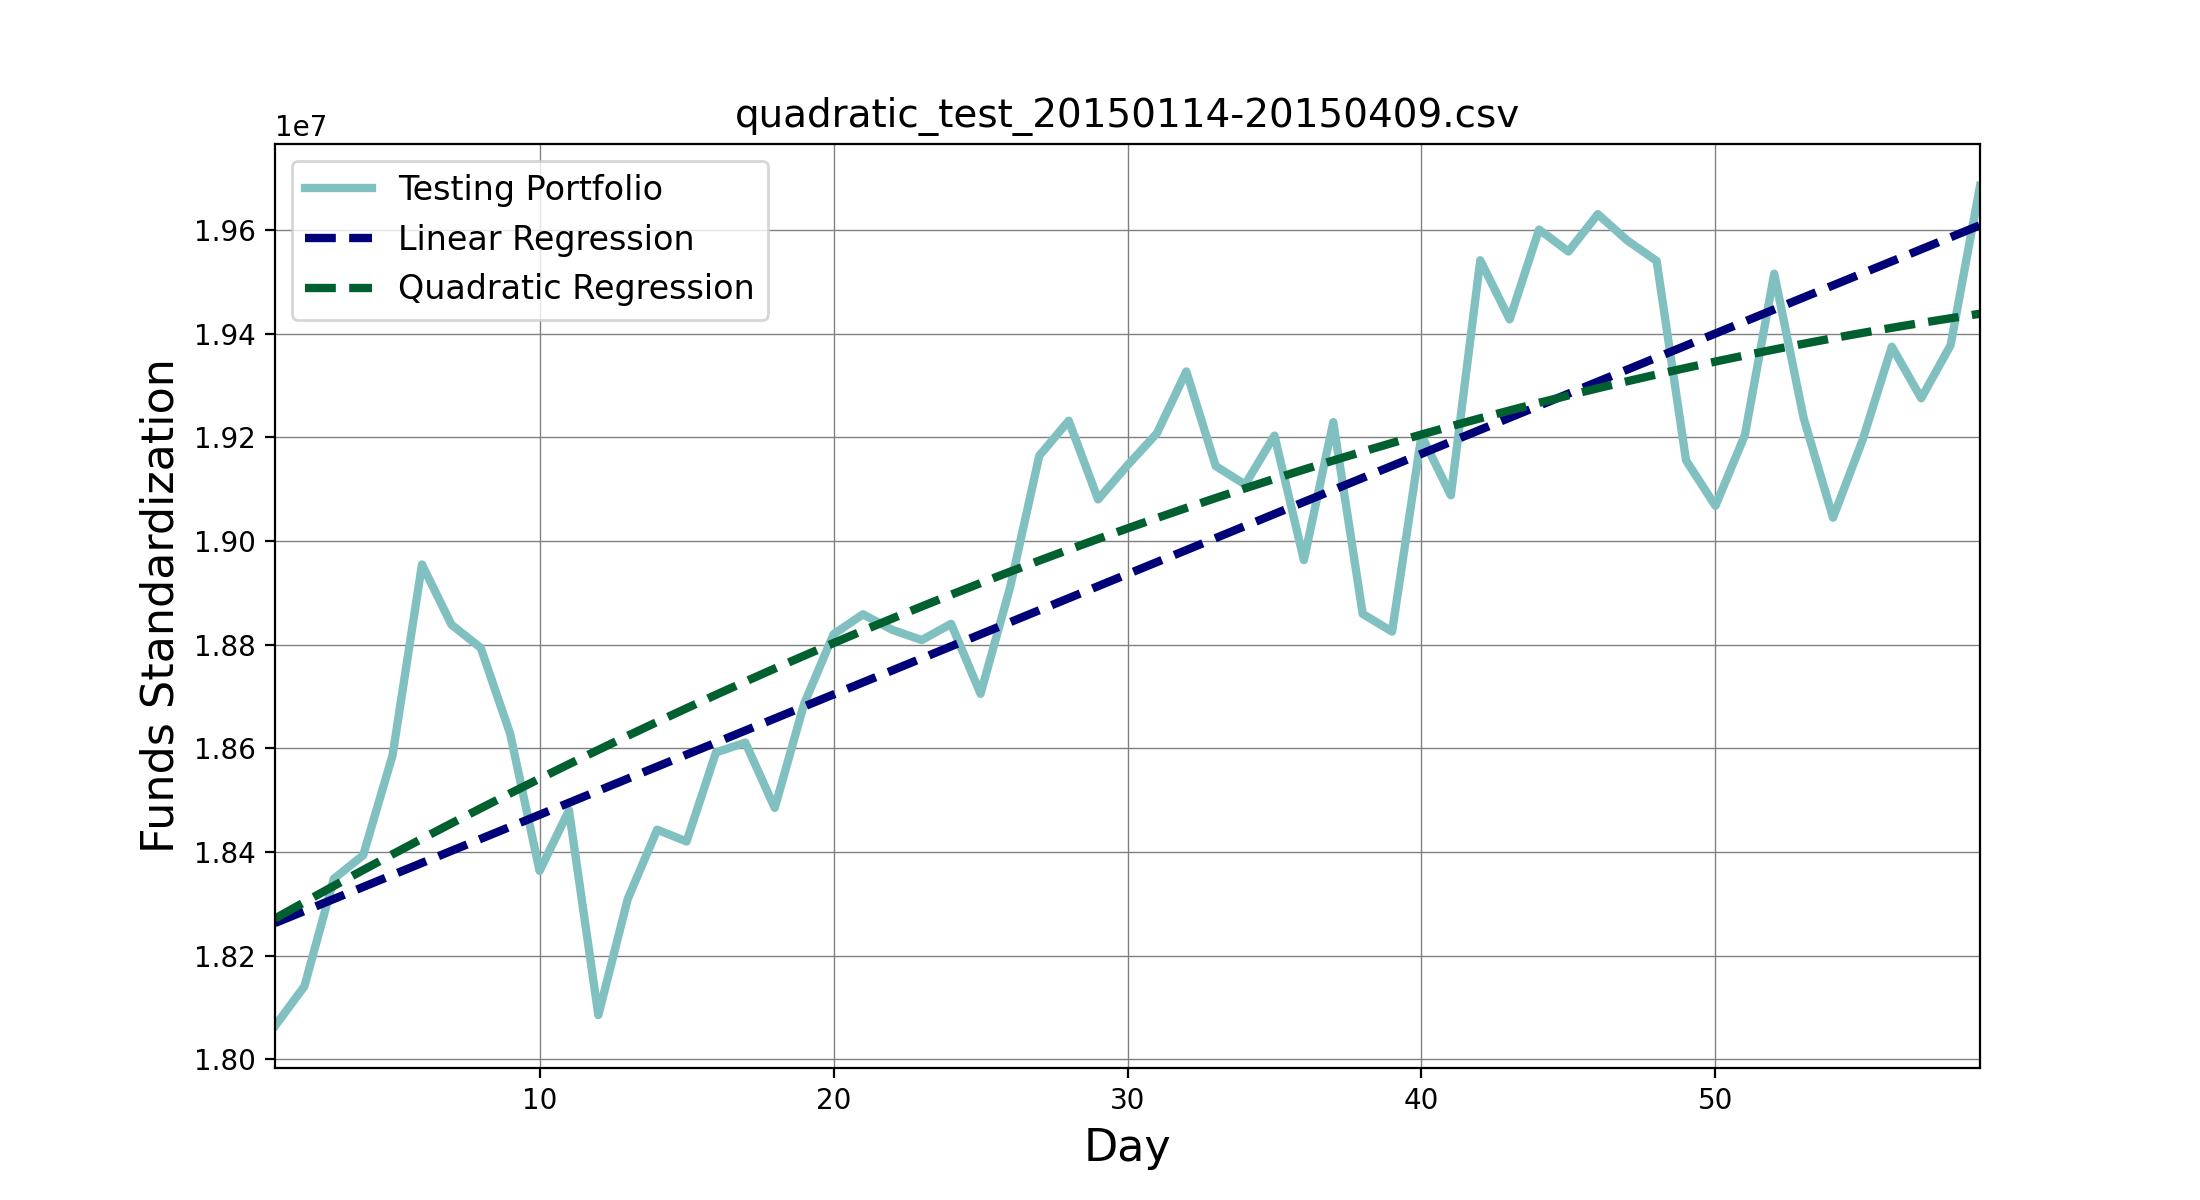 quadratic_test_20150114-20150409.csv
1e7
Testing Portfolio
Linear Regression
Quadratic Regression
1.96
1.94
1.92
1.90
1.88
1.86
1.84
1.82
1.80
Funds Standardization
10 20 30 40 50
Day